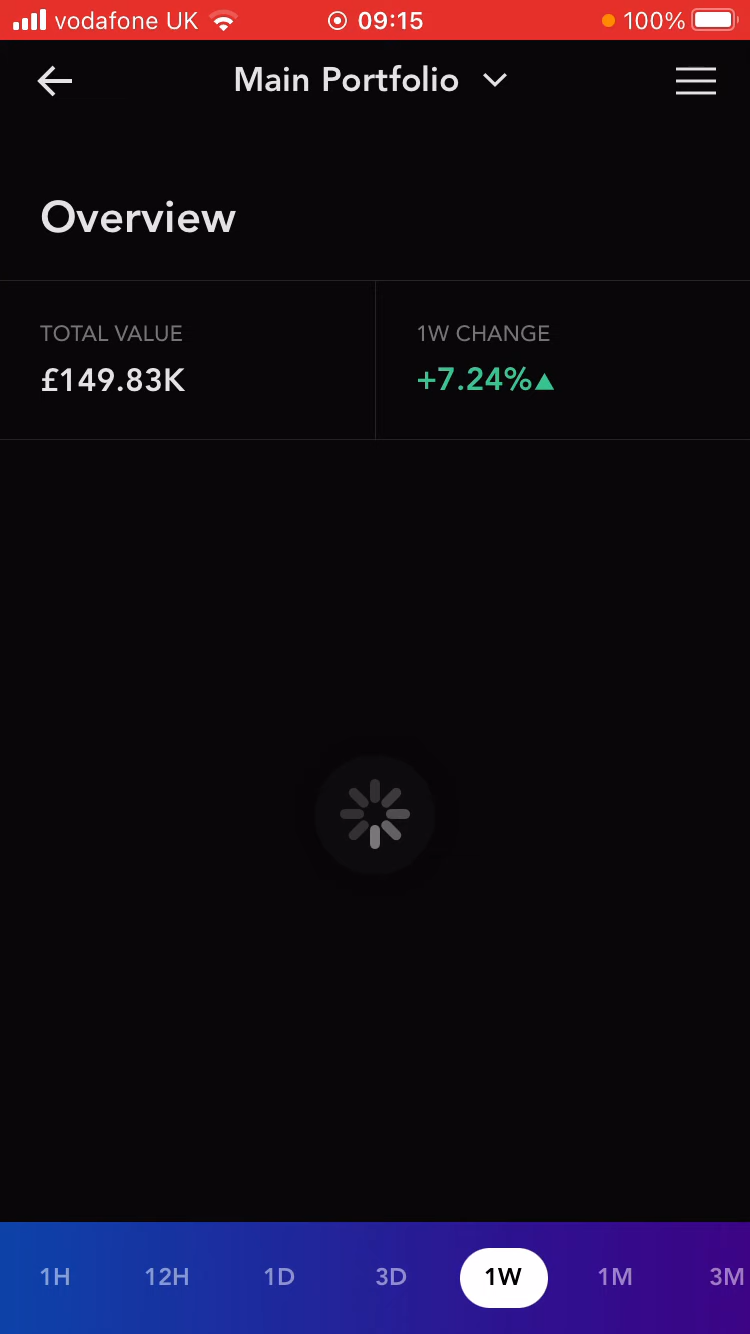 vodafone UK 09:15 100%
Main Portfolio
Overview
TOTAL VALUE 1W CHANGE
£149.83K +7.24%▲
1H 12H 1D 3D 1W 1M 3M